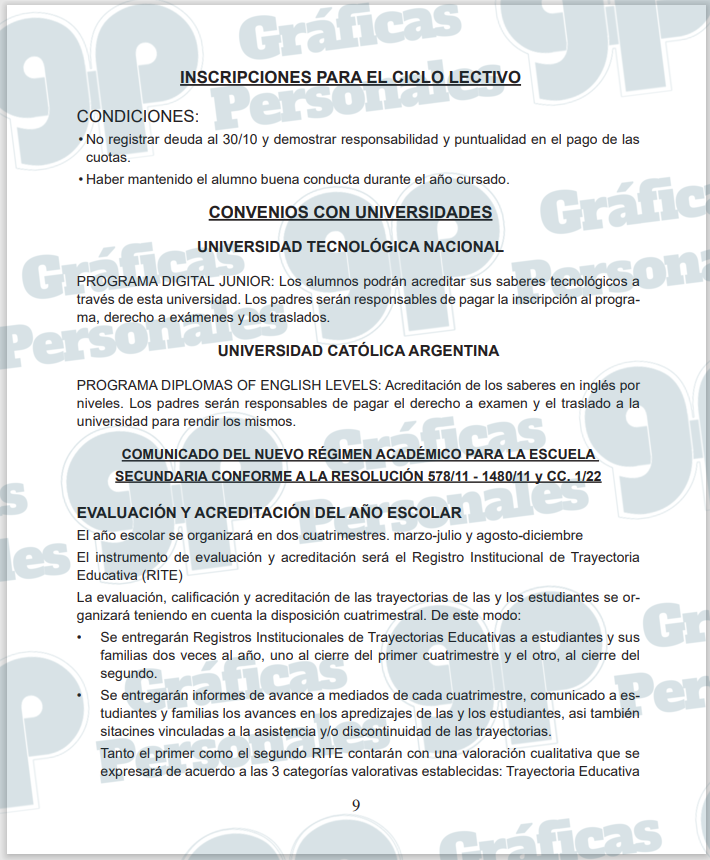 INSCRIPCIONES PARA EL CICLO LECTIVO
CONDICIONES:
• No registrar deuda al 30/10 y demostrar responsabilidad y puntualidad en el pago de las
cuotas.
• Haber mantenido el alumno buena conducta durante el año cursado.
CONVENIOS CON UNIVERSIDADES
UNIVERSIDAD TECNOLÓGICA NACIONAL
PROGRAMA DIGITAL JUNIOR: Los alumnos podrán acreditar sus saberes tecnológicos a
través de esta universidad. Los padres serán responsables de pagar la inscripción al progra-
ma, derecho a exámenes y los traslados.
UNIVERSIDAD CATÓLICA ARGENTINA
PROGRAMA DIPLOMAS OF ENGLISH LEVELS: Acreditación de los saberes en inglés por
niveles. Los padres serán responsables de pagar el derecho a examen y el traslado a la
universidad para rendir los mismos.
COMUNICADO DEL NUEVO RÉGIMEN ACADÉMICO PARA LA ESCUELA
SECUNDARIA CONFORME A LA RESOLUCIÓN 578/11 - 1480/11 y CC. 1/22
EVALUACIÓN Y ACREDITACIÓN DEL AÑO ESCOLAR
El año escolar se organizará en dos cuatrimestres. marzo-julio y agosto-diciembre
El instrumento de evaluación y acreditación será el Registro Institucional de Trayectoria
Educativa (RITE)
La evaluación, calificación y acreditación de las trayectorias de las y los estudiantes se or-
ganizará teniendo en cuenta la disposición cuatrimestral. De este modo:
• Se entregarán Registros Institucionales de Trayectorias Educativas a estudiantes y sus
familias dos veces al año, uno al cierre del primer cuatrimestre y el otro, al cierre del
segundo.
• Se entregarán informes de avance a mediados de cada cuatrimestre, comunicado a es-
tudiantes y familias los avances en los apredizajes de las y los estudiantes, asi también
sitacines vinculadas a la asistencia y/o discontinuidad de las trayectorias.
Tanto el primer como el segundo RITE contarán con una valoración cualitativa que se
expresará de acuerdo a las 3 categorías valorativas establecidas: Trayectoria Educativa
9
gp Gráficas Personales